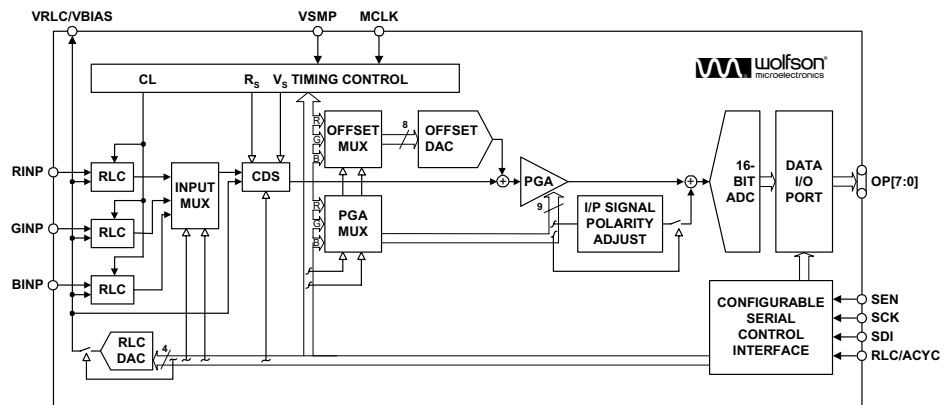 VRLC/VBIAS
VSMP
MCLK
CL
RS
VS TIMING CONTROL
wolfson
microelectronics
R
G
B
OFFSET
MUX
8
OFFSET
DAC
RINP
RLC
INPUT
MUX
CDS
PGA
16-
BIT
ADC
DATA
I/O
PORT
OP[7:0]
GINP
RLC
R
G
B
PGA
MUX
9
I/P SIGNAL
POLARITY
ADJUST
BINP
RLC
CONFIGURABLE
SERIAL
CONTROL
INTERFACE
SEN
SCK
SDI
RLC/ACYC
RLC
DAC
4